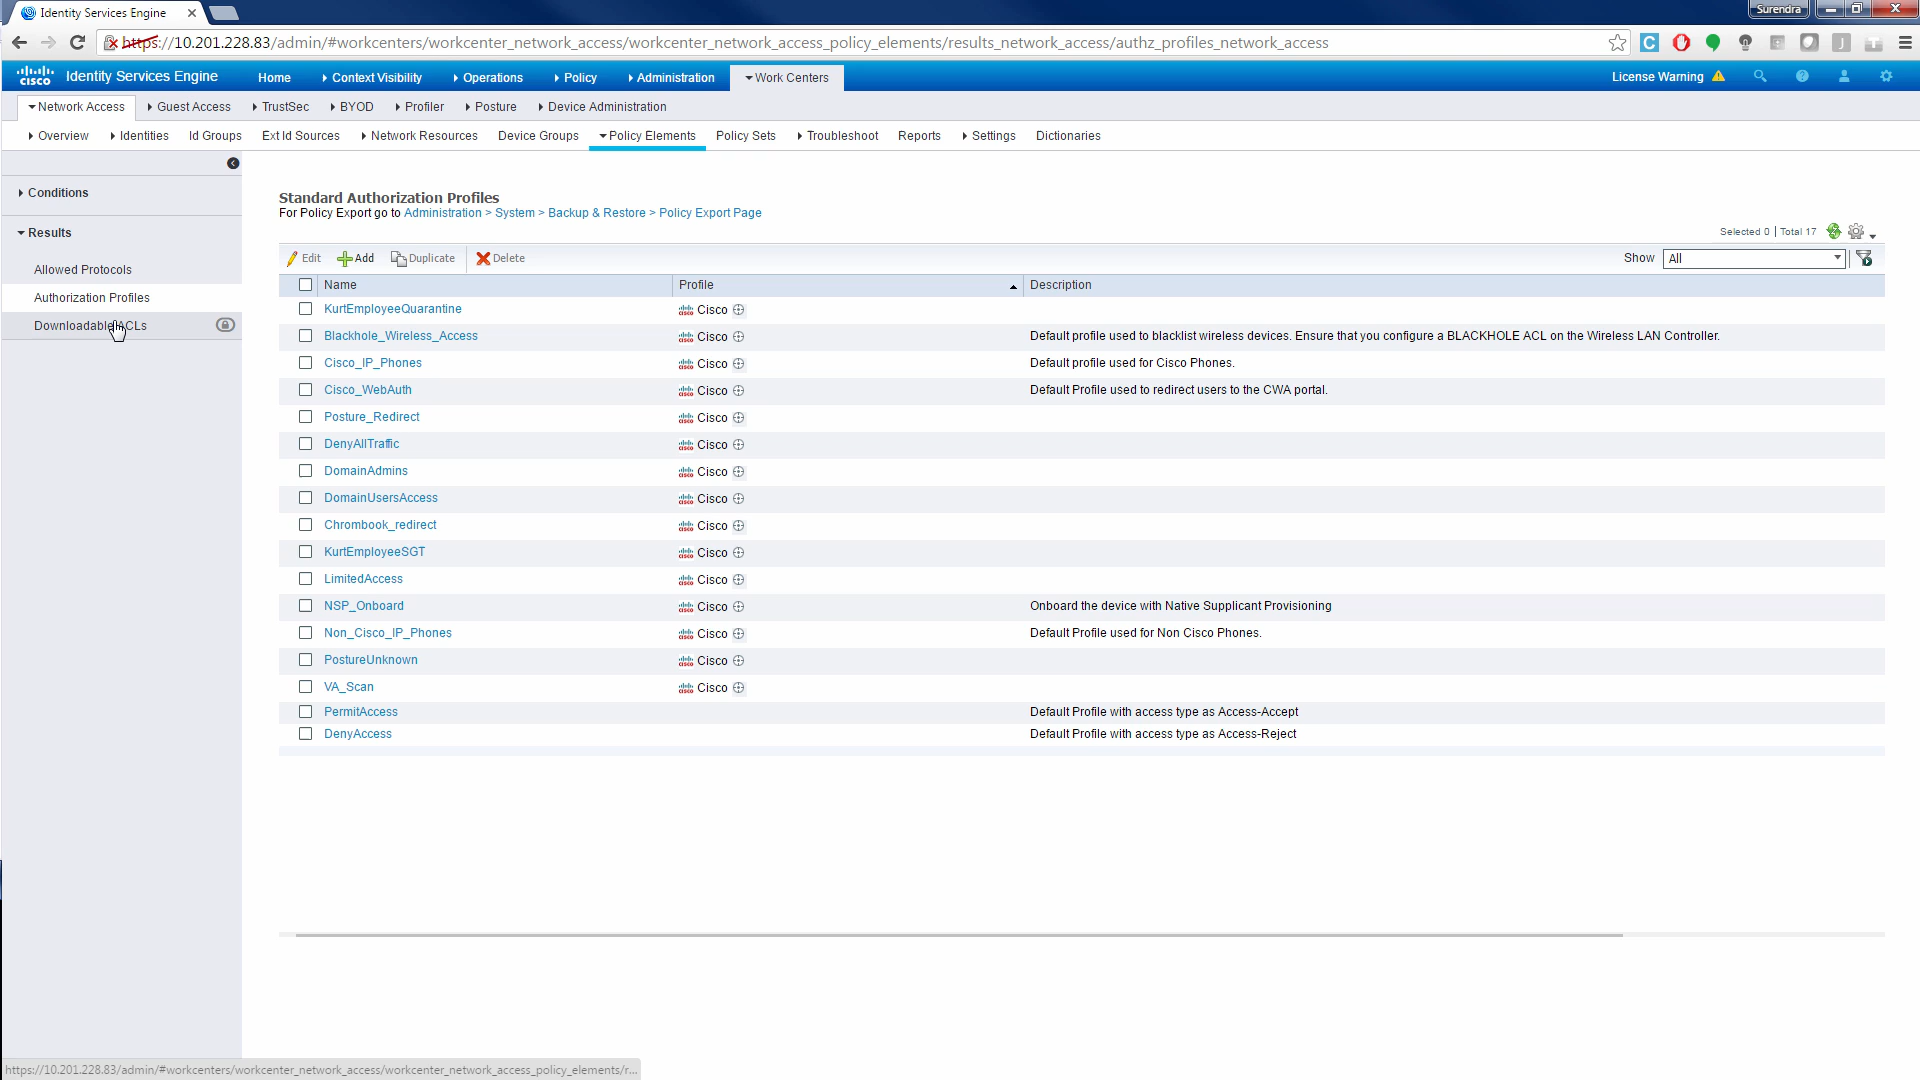 Identity Services Engine
Surendra
https://10.201.228.83/admin/#workcenters/workcenter_network_access/workcenter_network_access_policy_elements/results_network_access/authz_profiles_network_access
CISCO Identity Services Engine Home Context Visibility Operations Policy Administration Work Centers License Warning
Network Access Guest Access TrustSec BYOD Profiler Posture Device Administration
Overview Identities Id Groups Ext Id Sources Network Resources Device Groups Policy Elements Policy Sets Troubleshoot Reports Settings Dictionaries
Conditions
Results
Allowed Protocols
Authorization Profiles
Downloadable ACLs
Standard Authorization Profiles
For Policy Export go to Administration > System > Backup & Restore > Policy Export Page
Selected 0 | Total 17
Edit Add Duplicate Delete Show All
Name Profile Description
KurtEmployeeQuarantine Cisco
Blackhole_Wireless_Access Cisco Default profile used to blacklist wireless devices. Ensure that you configure a BLACKHOLE ACL on the Wireless LAN Controller.
Cisco_IP_Phones Cisco Default profile used for Cisco Phones.
Cisco_WebAuth Cisco Default Profile used to redirect users to the CWA portal.
Posture_Redirect Cisco
DenyAllTraffic Cisco
DomainAdmins Cisco
DomainUsersAccess Cisco
Chrombook_redirect Cisco
KurtEmployeeSGT Cisco
LimitedAccess Cisco
NSP_Onboard Cisco Onboard the device with Native Supplicant Provisioning
Non_Cisco_IP_Phones Cisco Default Profile used for Non Cisco Phones.
PostureUnknown Cisco
VA_Scan Cisco
PermitAccess Default Profile with access type as Access-Accept
DenyAccess Default Profile with access type as Access-Reject
https://10.201.228.83/admin/#workcenters/workcenter_network_access/workcenter_network_access_policy_elements/r...